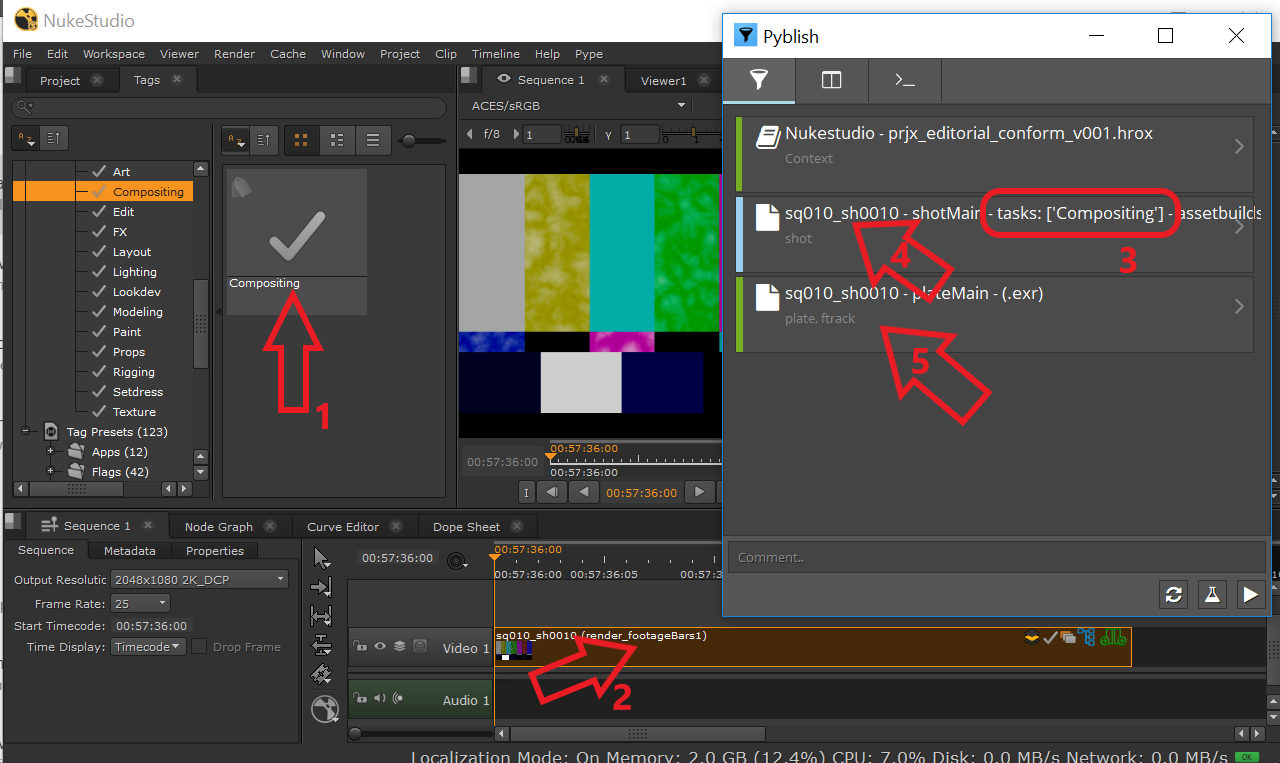 NukeStudio
File Edit Workspace Viewer Render Cache Window Project Clip Timeline Help Pype
Project Tags
Art
Compositing
Edit
FX
Layout
Lighting
Lookdev
Modeling
Paint
Props
Rigging
Setdress
Texture
Tag Presets (123)
Apps (12)
Flags (42)
Compositing
1
Sequence 1 Viewer1
ACES/sRGB
f/8 1 Y 1 0 1
00:57:36:00
00:57:36:00
00:57:36:00
I 00:57:36:00
Pyblish
Nukestudio - prjx_editorial_conform_v001.hrox
Context
sq010_sh0010 - shotMain - tasks: ['Compositing'] - assetbuilds
shot
4
3
sq010_sh0010 - plateMain - (.exr)
plate, ftrack
5
Comment..
Sequence 1 Node Graph Curve Editor Dope Sheet
Sequence Metadata Properties
Output Resolutic 2048x1080 2K_DCP
Frame Rate: 25
Start Timecode: 00:57:36:00
Time Display: Timecode Drop Frame
00:57:36:00
00:57:36:00
00:57:36:00 00:57:36:05 00:57:3
Video 1
sq010_sh0010 (render_footageBars1)
2
Audio 1
Localization Mode: On Memory: 2.0 GB (12.4%) CPU: 7.0% Disk: 0.0 MB/s Network: 0.0 MB/s OK